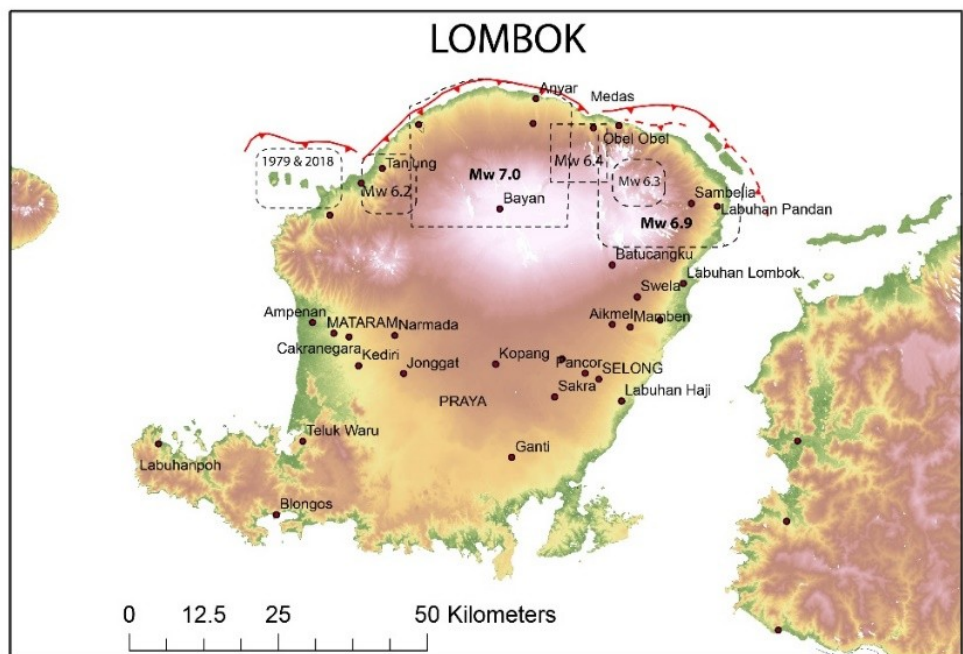 LOMBOK
Anyar
Medas
Obel Obel
1979 & 2018
Tanjung
Mw 6.2
Mw 7.0
Mw 6.4
Mw 6.3
Bayan
Sambelia
Labuhan Pandan
Mw 6.9
Batucangku
Labuhan Lombok
Swela
Ampenan
MATARAM
Narmada
Aikmel
Mamben
Cakranegara
Kediri
Jonggat
Kopang
Pancor
SELONG
Sakra
Labuhan Haji
PRAYA
Teluk Waru
Ganti
Labuhanpoh
Blongos
0 12.5 25 50 Kilometers